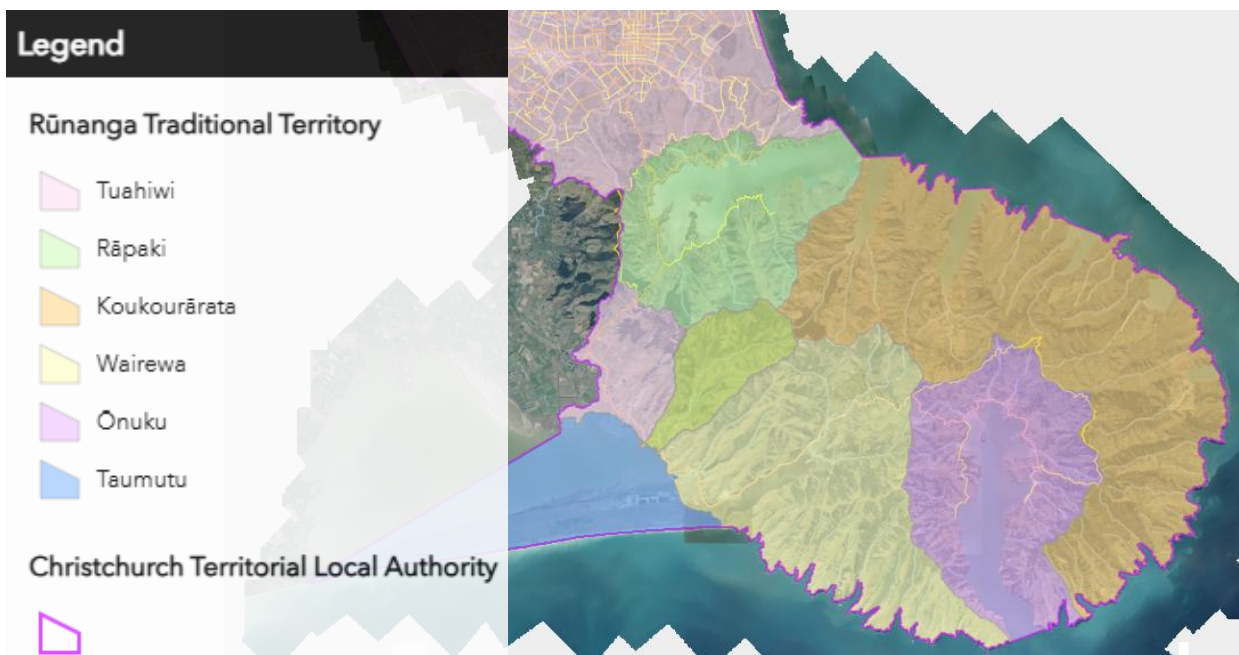 Legend
Rūnanga Traditional Territory
Tuahiwi
Rāpaki
Koukourārata
Wairewa
Ōnuku
Taumutu
Christchurch Territorial Local Authority